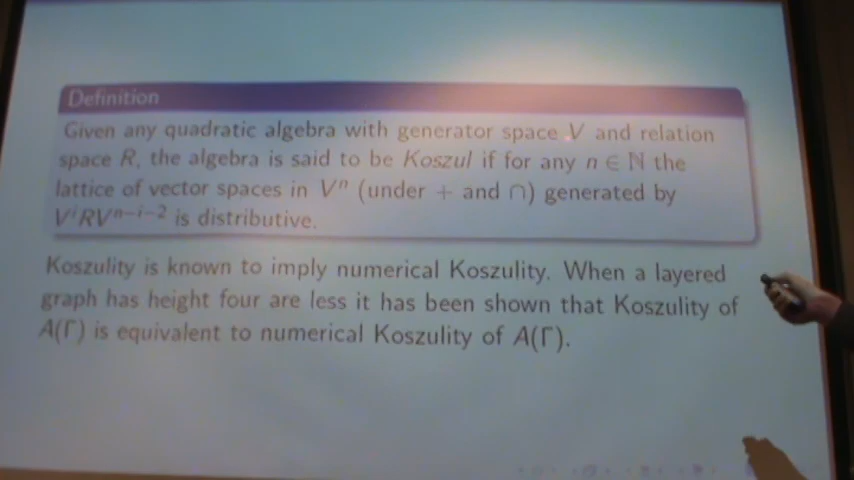 Definition
Given any quadratic algebra with generator space V and relation
space R, the algebra is said to be Koszul if for any n ∈ ℕ the
lattice of vector spaces in Vⁿ (under + and ∩) generated by
VⁱRVⁿ⁻ⁱ⁻² is distributive.
Koszulity is known to imply numerical Koszulity. When a layered
graph has height four are less it has been shown that Koszulity of
A(Γ) is equivalent to numerical Koszulity of A(Γ).